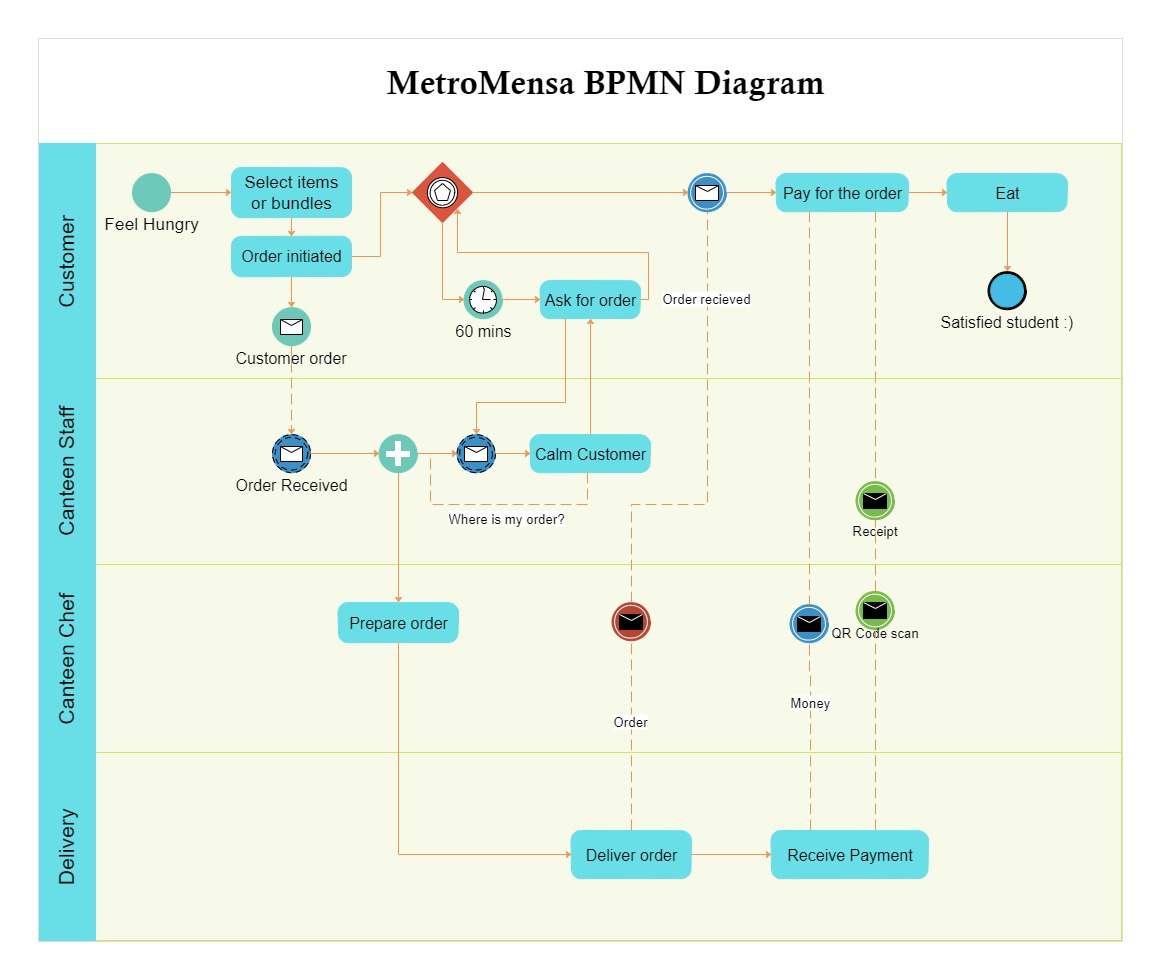 MetroMensa BPMN Diagram
Customer
Feel Hungry
Select items
or bundles
Order initiated
Customer order
60 mins
Ask for order
Order recieved
Pay for the order
Eat
Satisfied student :)
Canteen Staff
Order Received
Calm Customer
Where is my order?
Receipt
Canteen Chef
Prepare order
QR Code scan
Money
Order
Delivery
Deliver order
Receive Payment